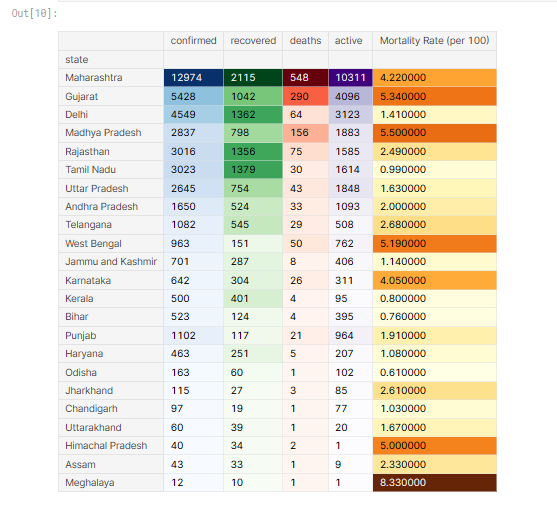 Out[10]:
confirmed recovered deaths active Mortality Rate (per 100)
state
Maharashtra 12974 2115 548 10311 4.220000
Gujarat 5428 1042 290 4096 5.340000
Delhi 4549 1362 64 3123 1.410000
Madhya Pradesh 2837 798 156 1883 5.500000
Rajasthan 3016 1356 75 1585 2.490000
Tamil Nadu 3023 1379 30 1614 0.990000
Uttar Pradesh 2645 754 43 1848 1.630000
Andhra Pradesh 1650 524 33 1093 2.000000
Telangana 1082 545 29 508 2.680000
West Bengal 963 151 50 762 5.190000
Jammu and Kashmir 701 287 8 406 1.140000
Karnataka 642 304 26 311 4.050000
Kerala 500 401 4 95 0.800000
Bihar 523 124 4 395 0.760000
Punjab 1102 117 21 964 1.910000
Haryana 463 251 5 207 1.080000
Odisha 163 60 1 102 0.610000
Jharkhand 115 27 3 85 2.610000
Chandigarh 97 19 1 77 1.030000
Uttarakhand 60 39 1 20 1.670000
Himachal Pradesh 40 34 2 1 5.000000
Assam 43 33 1 9 2.330000
Meghalaya 12 10 1 1 8.330000